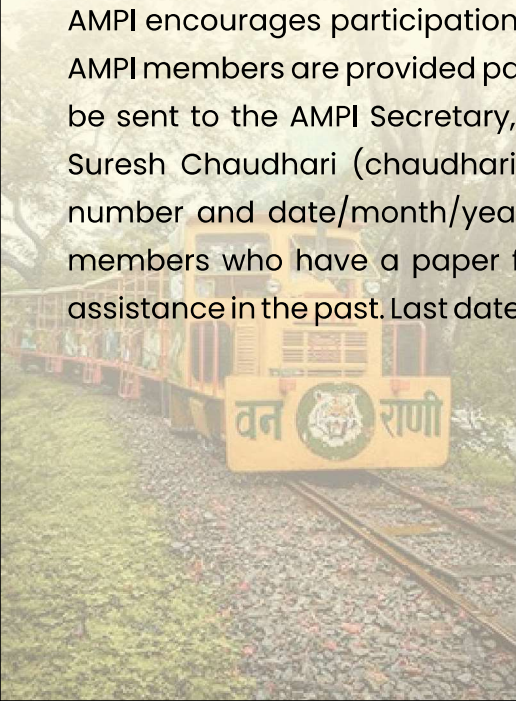 AMPI encourages participation
AMPI members are provided pa
be sent to the AMPI Secretary,
Suresh Chaudhari (chaudhari
number and date/month/yea
members who have a paper f
assistance in the past. Last date
वन राणी